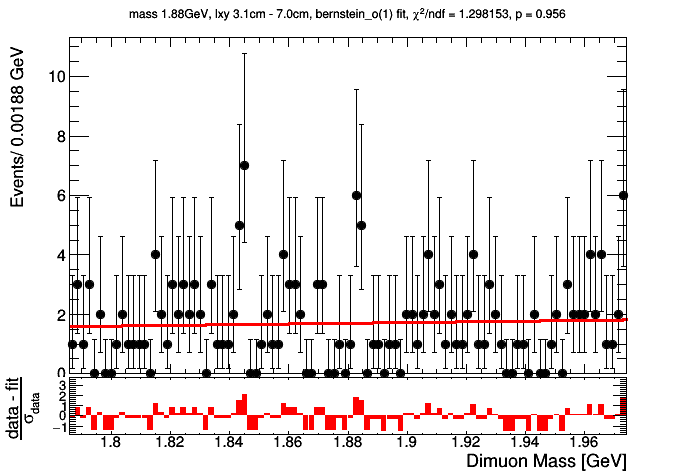 mass 1.88GeV, lxy 3.1cm - 7.0cm, bernstein_o(1) fit, χ²/ndf = 1.298153, p = 0.956
Events/ 0.00188 GeV
10
8
6
4
2
0
data - fit
σdata
3
2
1
0
−1
1.8 1.82 1.84 1.86 1.88 1.9 1.92 1.94 1.96
Dimuon Mass [GeV]